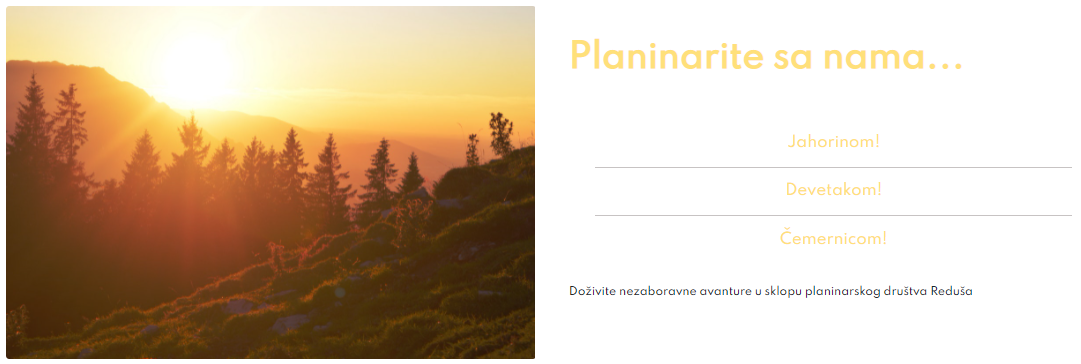 Planinarite sa nama...
Jahorinom!
Devetakom!
Čemernicom!
Doživite nezaboravne avanture u sklopu planinarskog društva Reduša